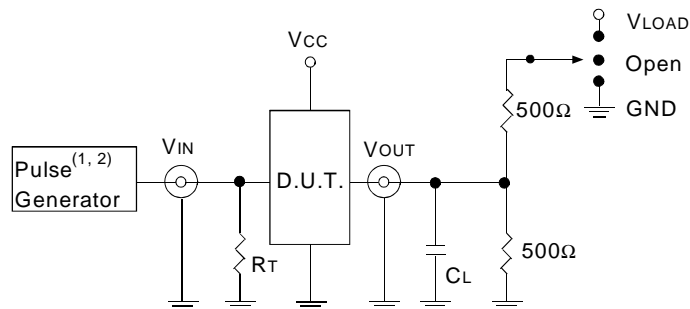 VLOAD
VCC
Open
500Ω
GND
VIN
VOUT
Pulse(1, 2)
Generator
D.U.T.
RT
CL
500Ω